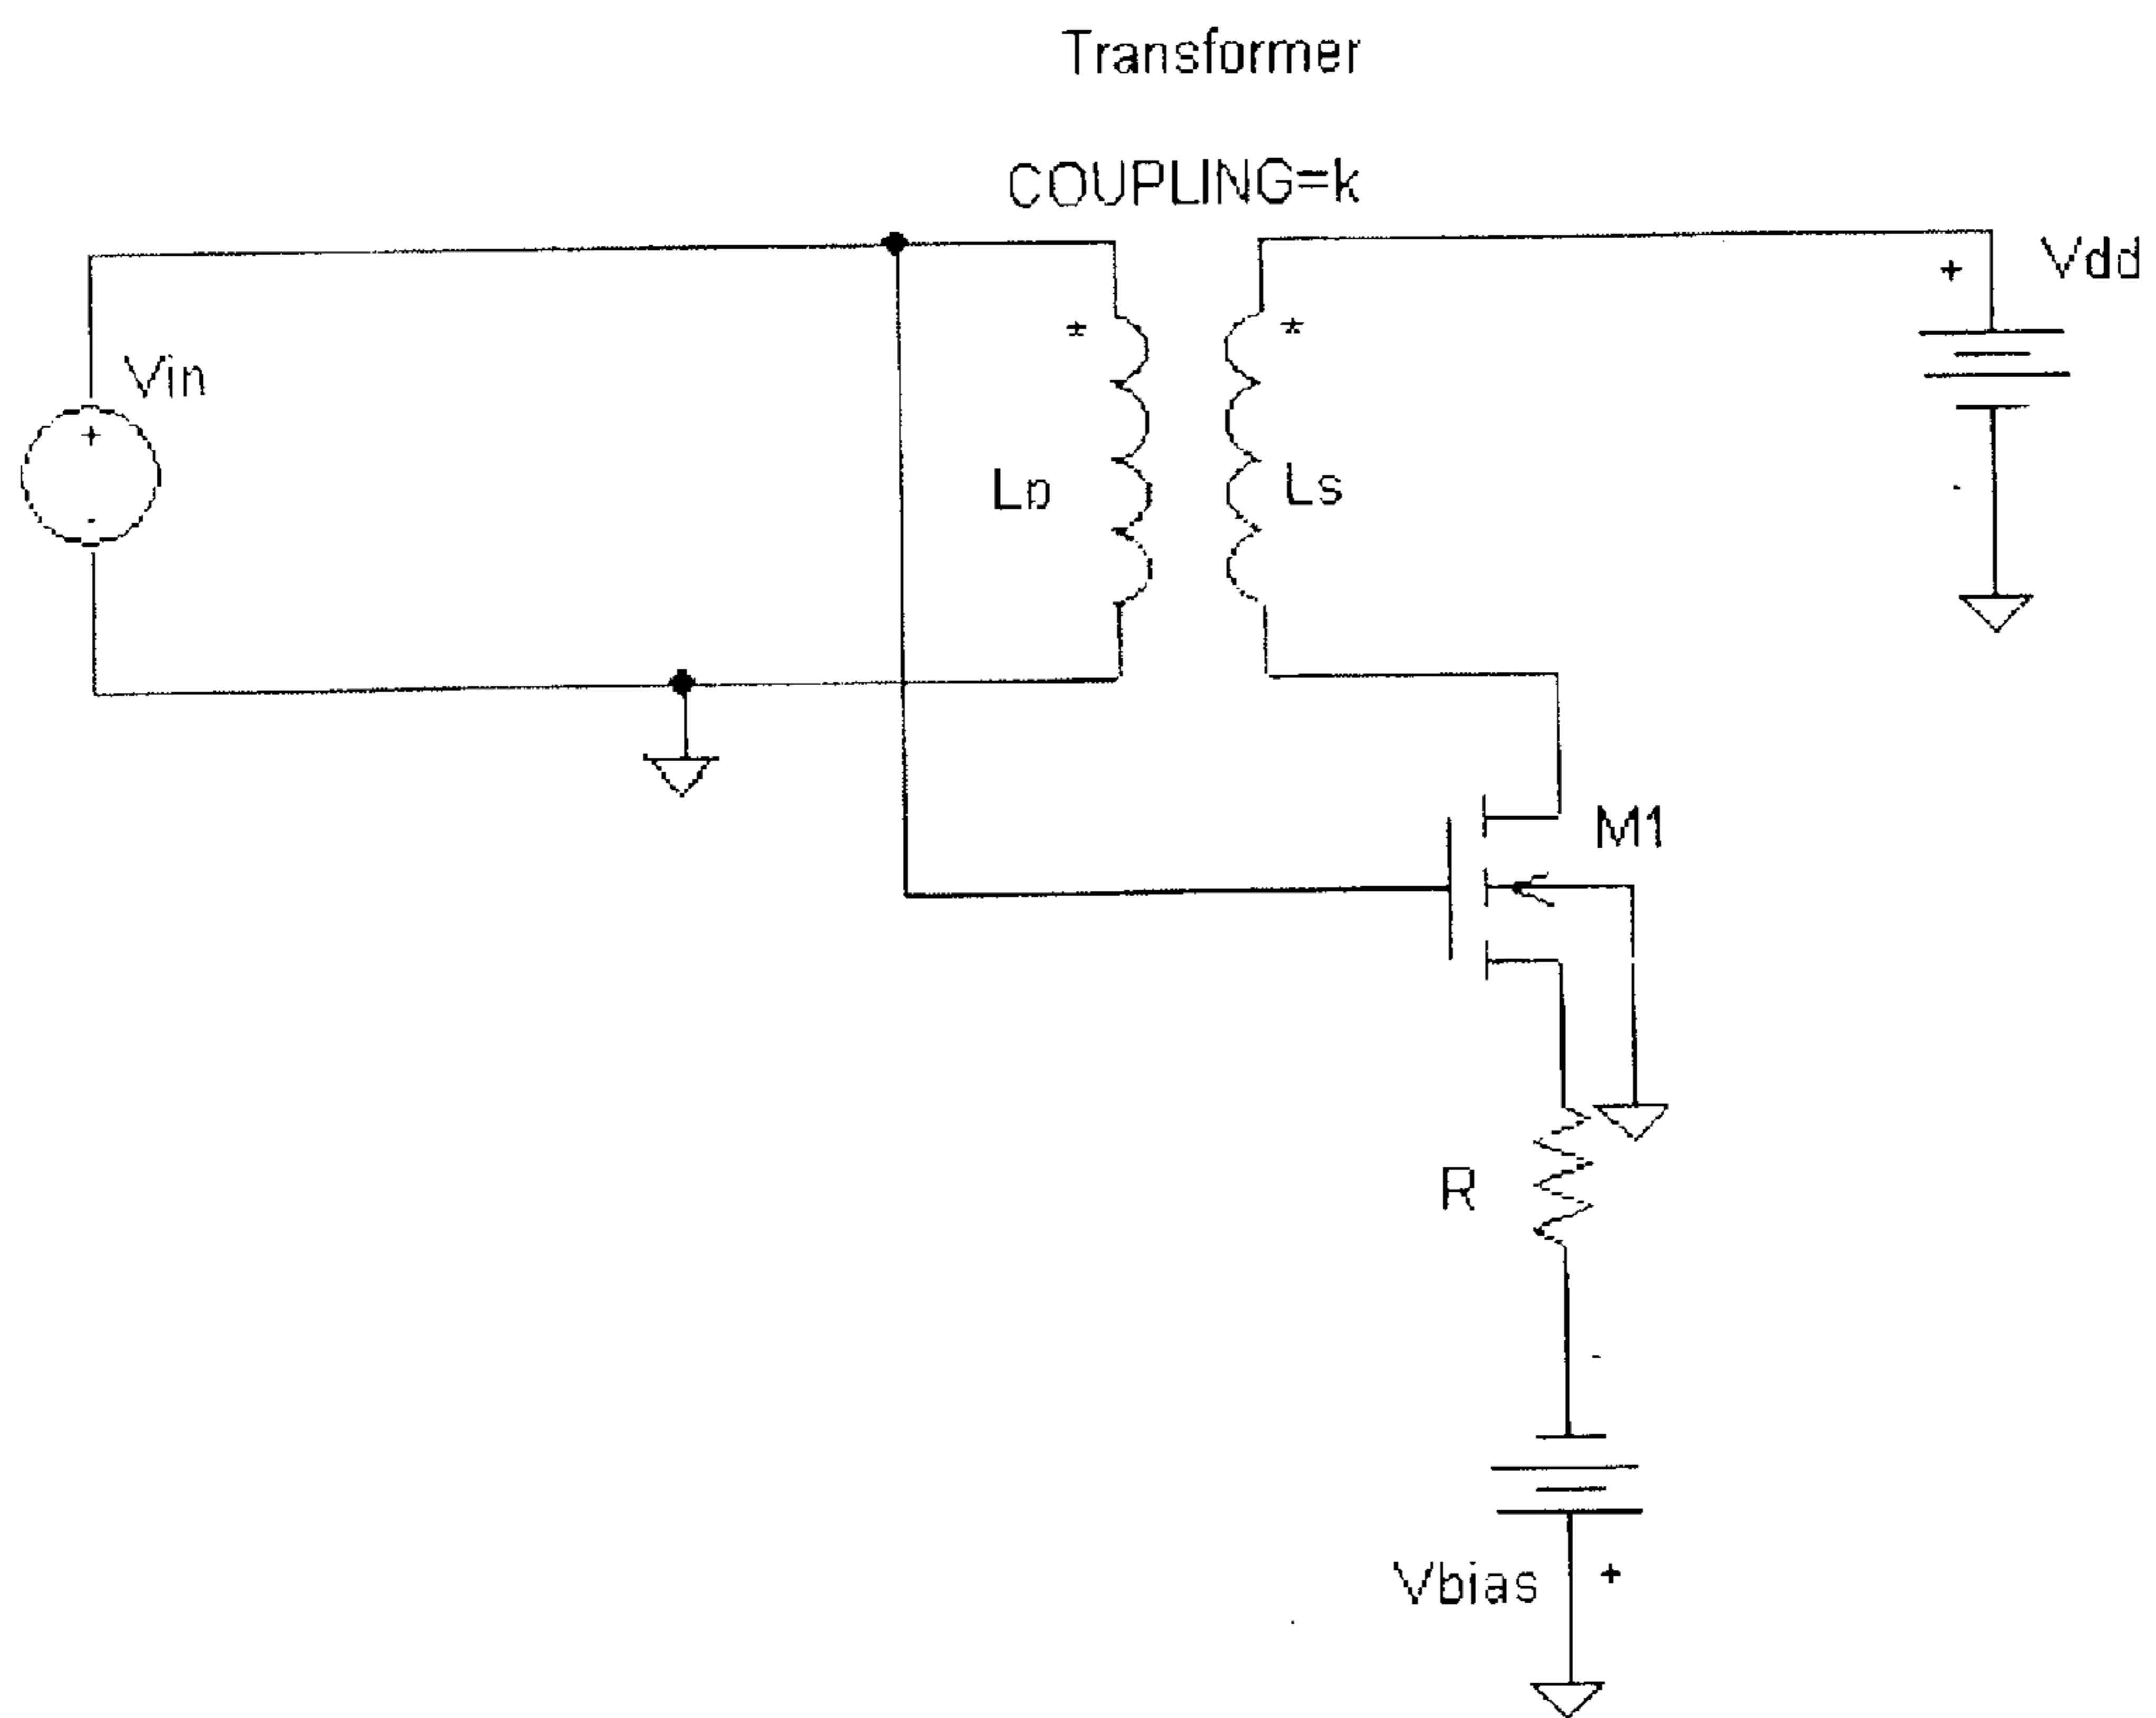 Transformer
COUPLING=k
Vdd
+
*
*
Vin
+
-
Lp
Ls
-
M1
R
-
Vbias
+